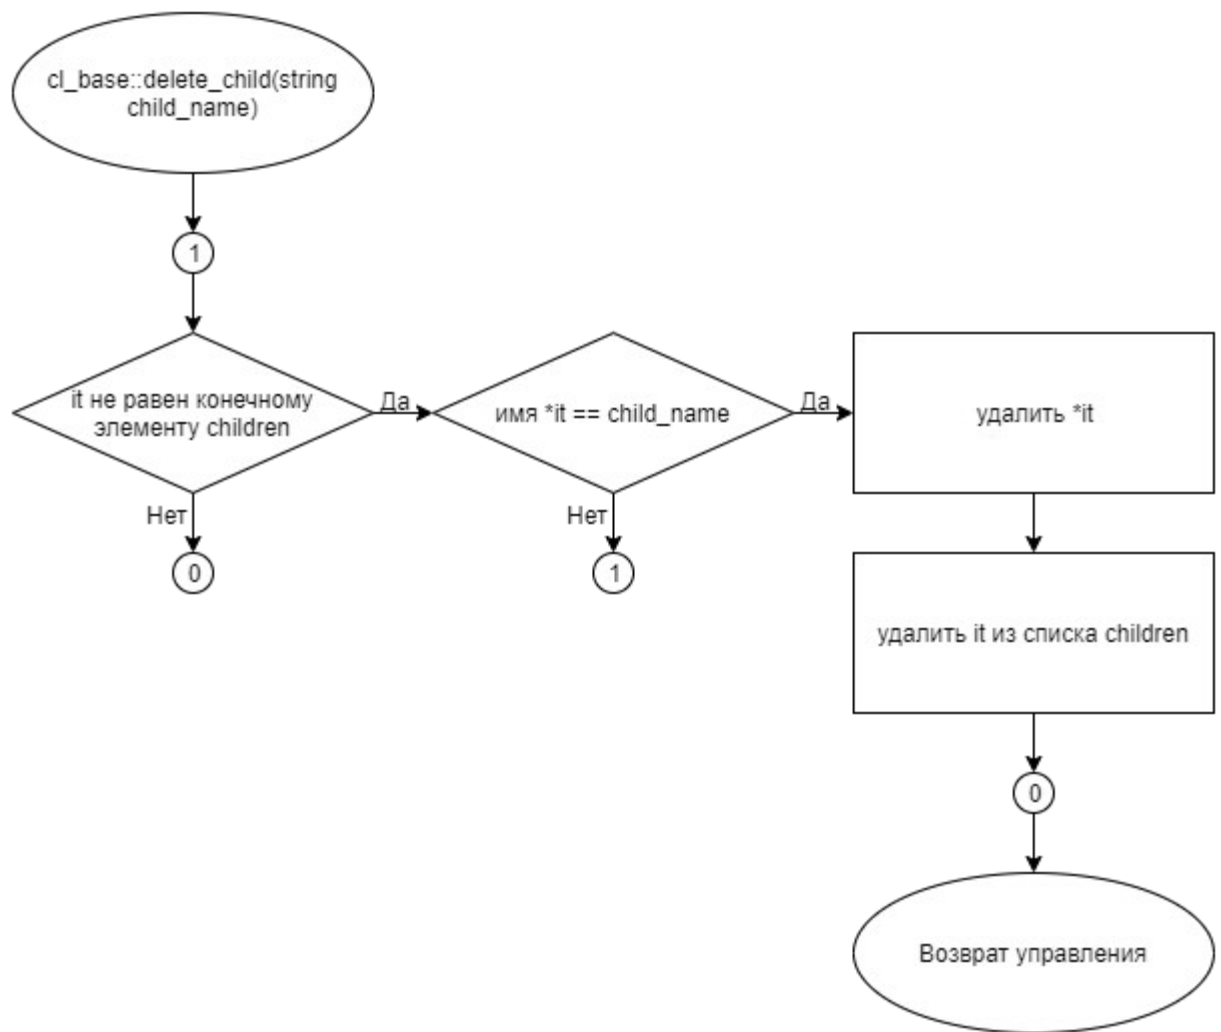 cl_base::delete_child(string
child_name)
1
it не равен конечному
элементу children
Да
имя *it == child_name
Да
удалить *it
Нет
0
Нет
1
удалить it из списка children
0
Возврат управления